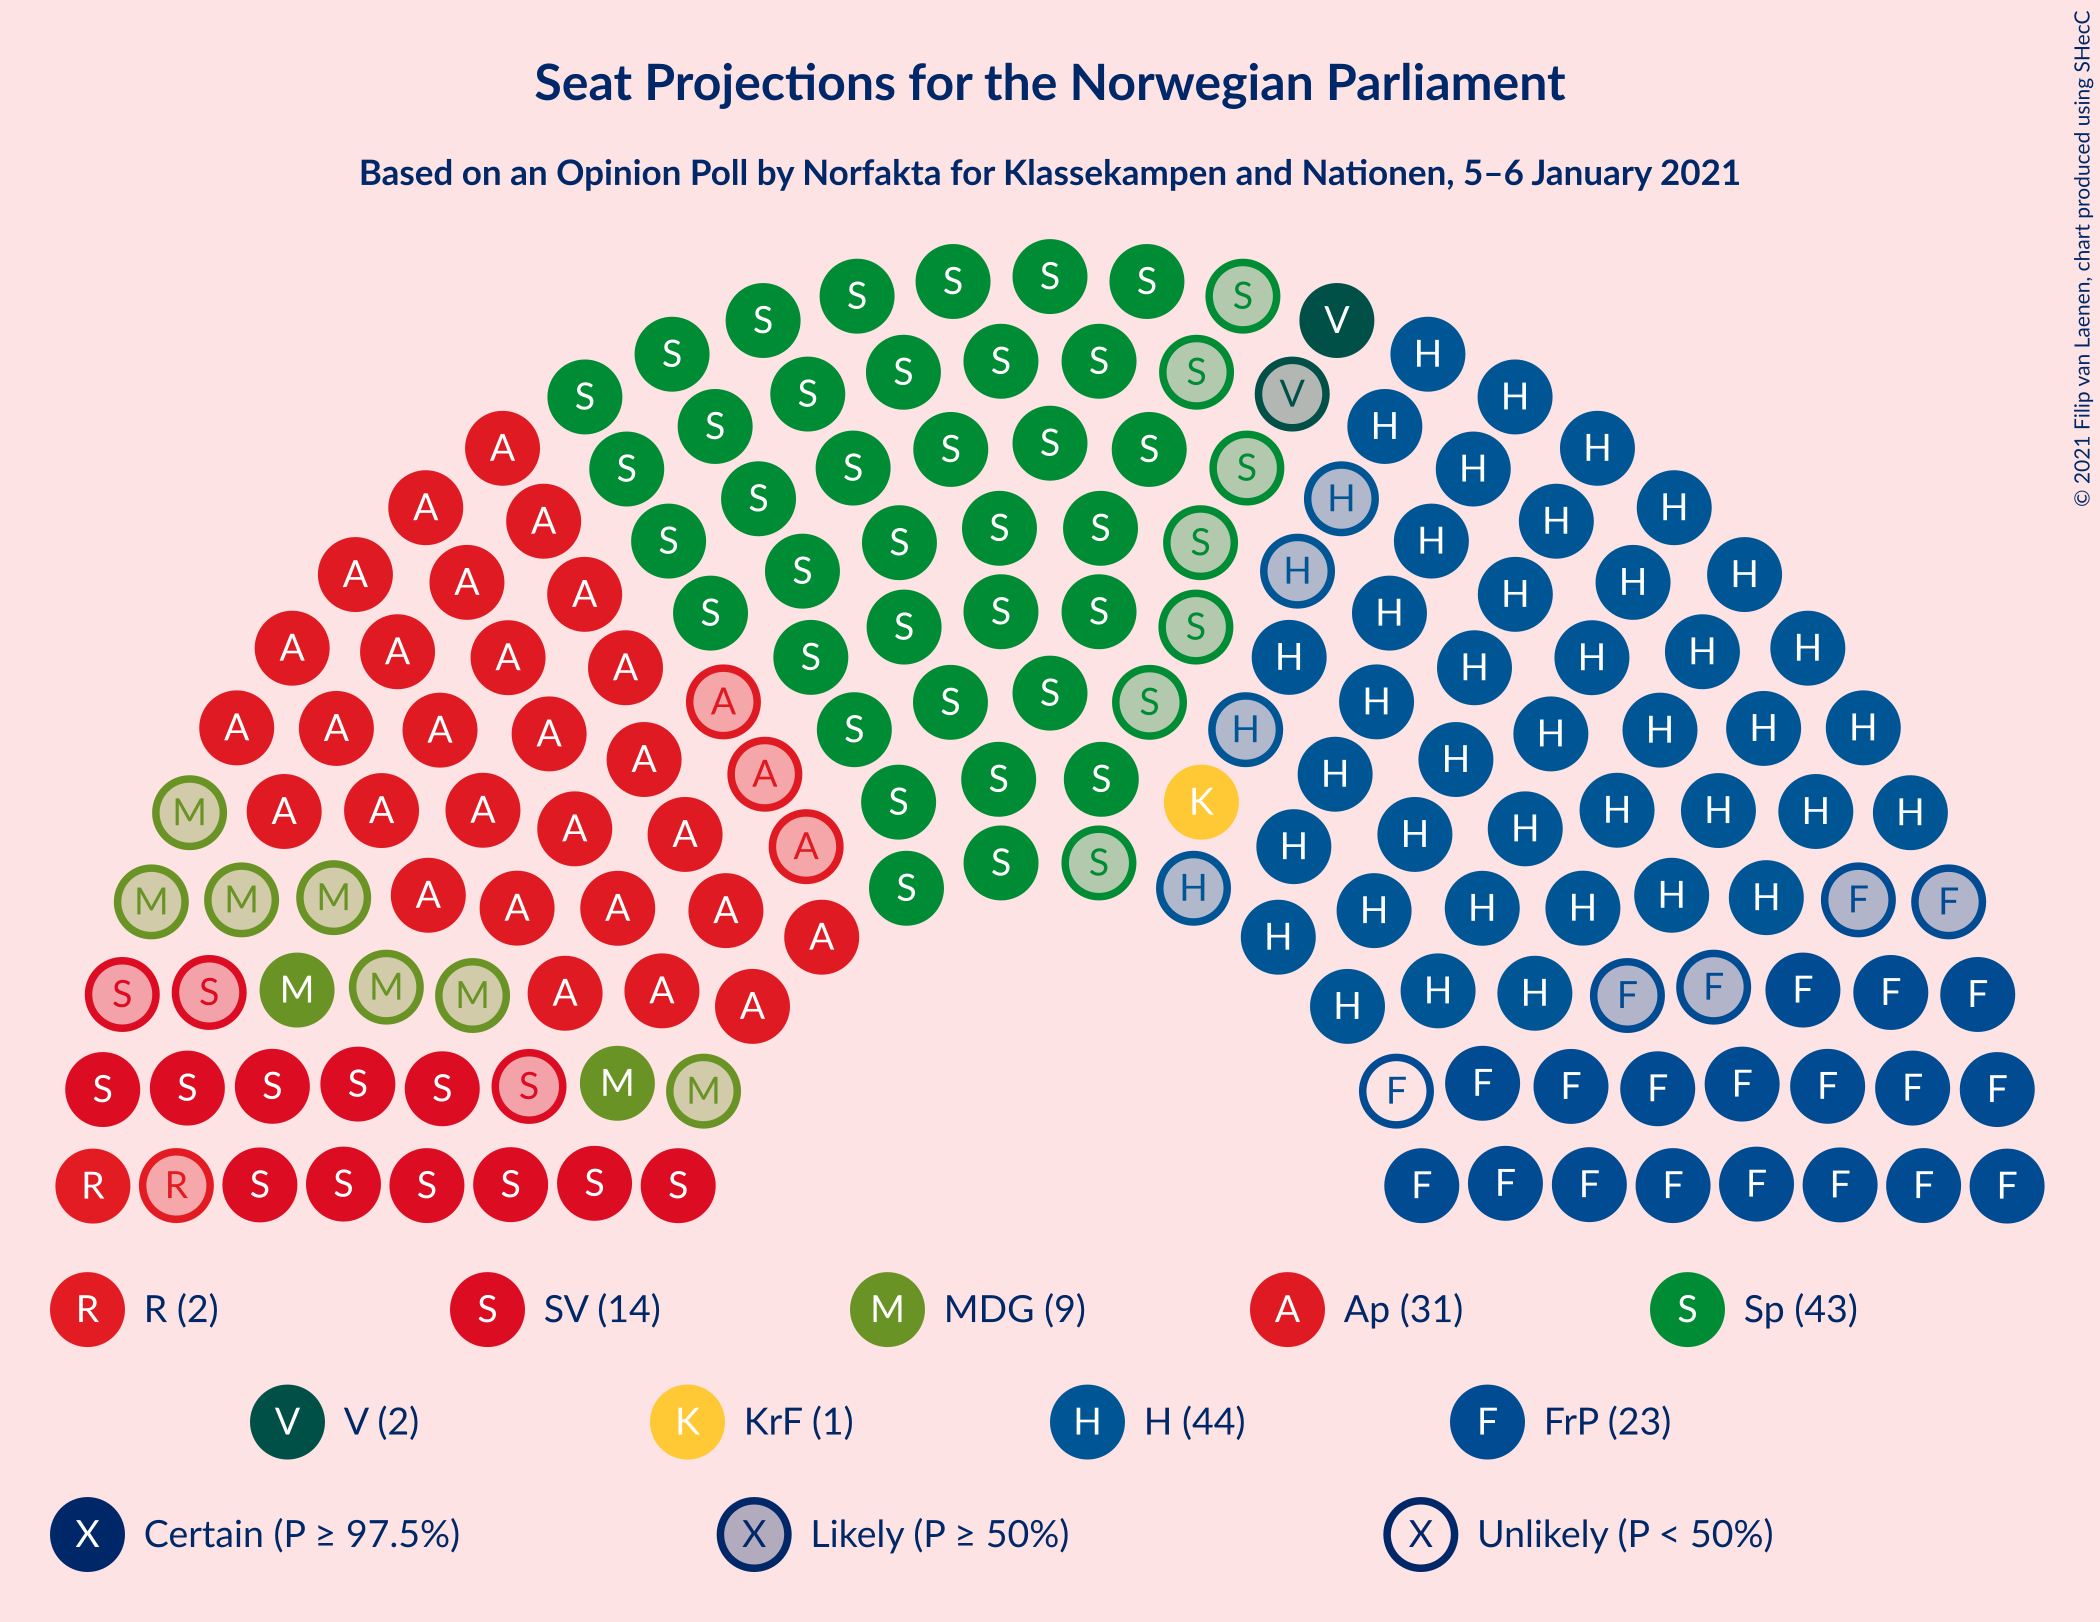 Seat Projections for the Norwegian Parliament
Based on an Opinion Poll by Norfakta for Klassekampen and Nationen, 5–6 January 2021
© 2021 Filip van Laenen, chart produced using SHecC
S S S S S S S S V H
A S S S S S S V H H
A A S S S S S S S H H H
A A A S S S S S S H H H H
A A A A S S S S S H H H H H
A A A A A S S S S H H H H H H
M A A A A A A S S S K H H H H H H H H
M M M A A A A A S S S H H H H H H F F
S S M M M A A A H H H F F F F F
S S S S S S M M F F F F F F F F
R R S S S S S S F F F F F F F F
R R (2) S SV (14) M MDG (9) A Ap (31) S Sp (43)
V V (2) K KrF (1) H H (44) F FrP (23)
X Certain (P ≥ 97.5%) X Likely (P ≥ 50%) X Unlikely (P < 50%)